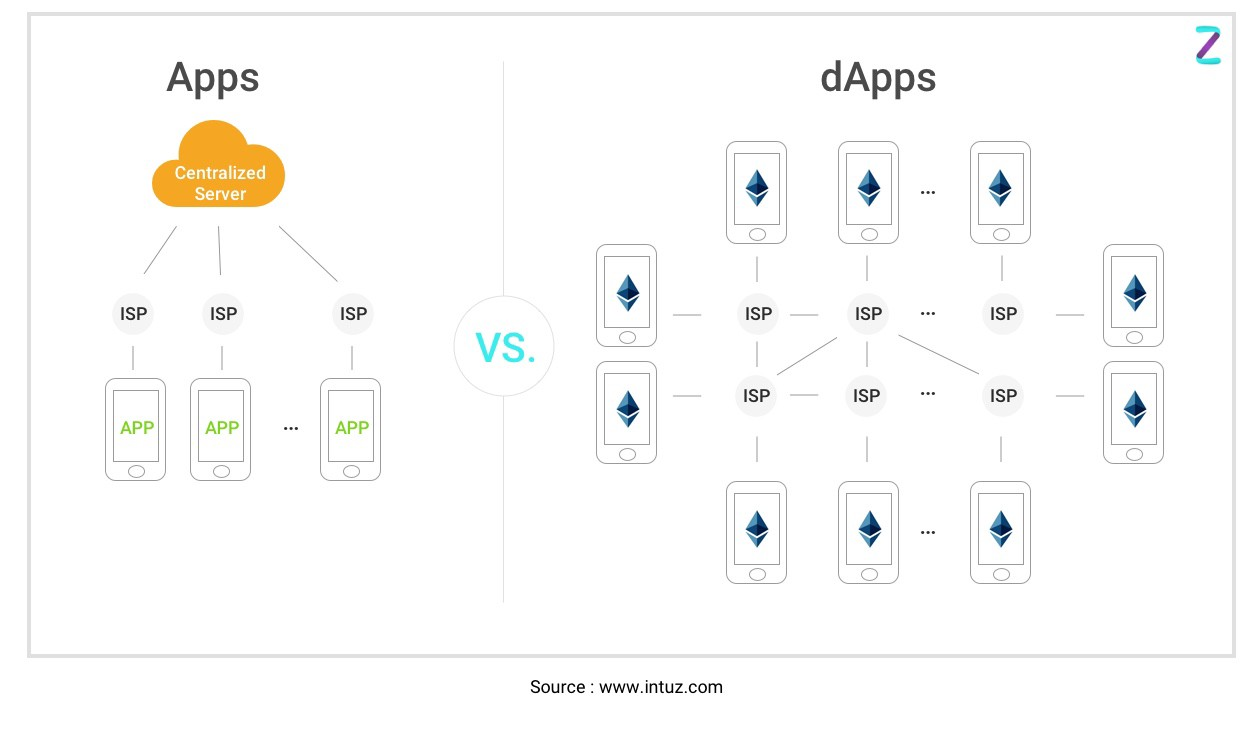 Apps
dApps
Centralized
Server
ISP
ISP
ISP
APP
APP
...
APP
VS.
...
ISP
ISP
...
ISP
ISP
ISP
...
ISP
...
Source : www.intuz.com